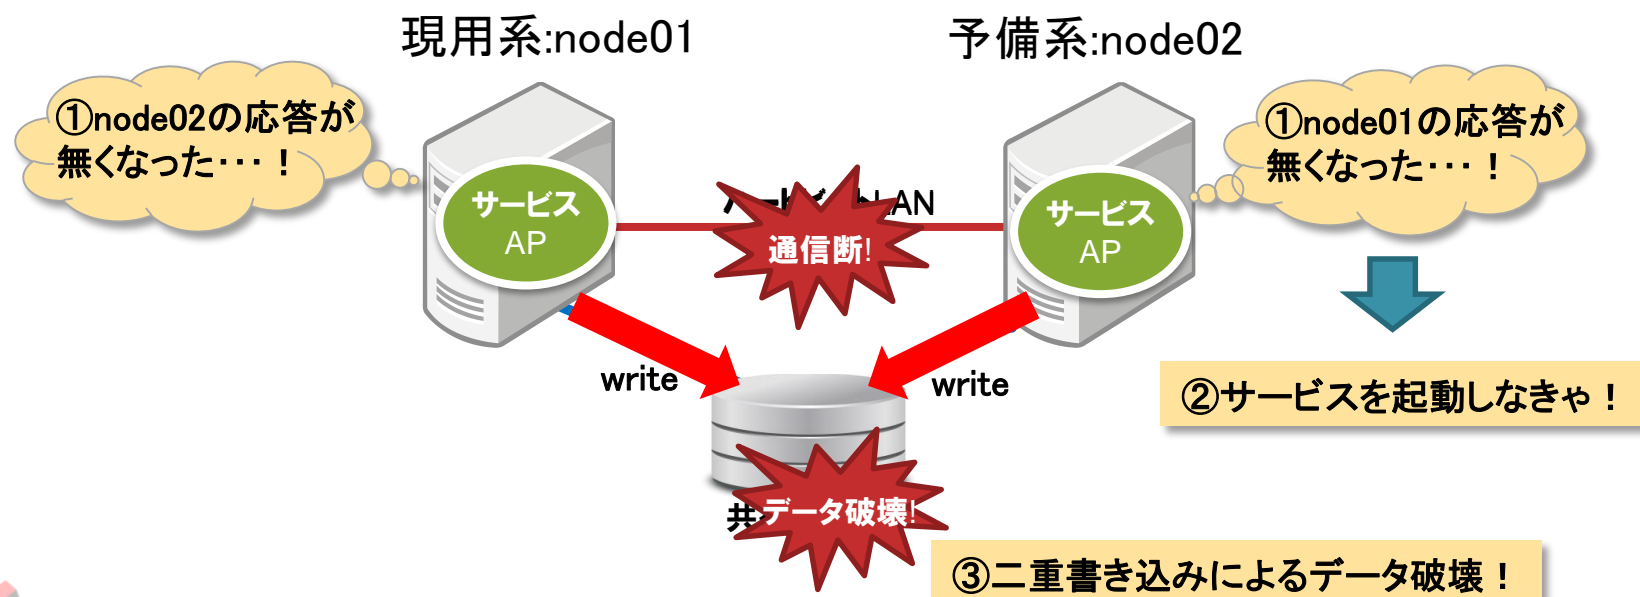 現用系:node01
予備系:node02
①node02の応答が
無くなった・・・！
①node01の応答が
無くなった・・・！
サービス
AP
LAN
通信断!
サービス
AP
write
write
②サービスを起動しなきゃ！
データ破壊!
③二重書き込みによるデータ破壊！